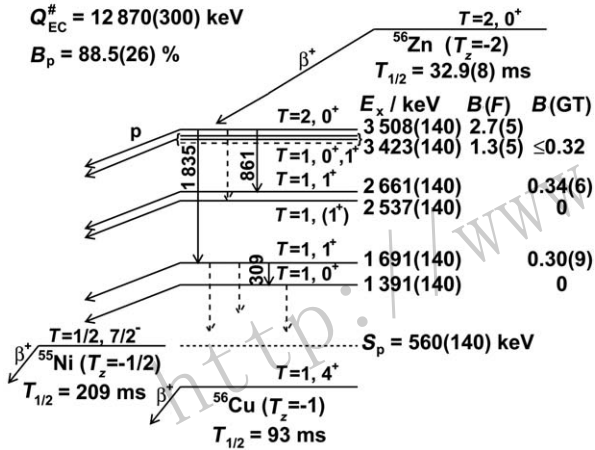 Q#EC = 12 870(300) keV
Bp = 88.5(26) %
T=2, 0+
56Zn (Tz=-2)
T1/2 = 32.9(8) ms
β+
Ex / keV B(F) B(GT)
T=2, 0+ 3 508(140) 2.7(5)
p
T=1, 0+,1+ 3 423(140) 1.3(5) ≤0.32
1 835
861
T=1, 1+ 2 661(140) 0.34(6)
T=1, (1+) 2 537(140) 0
T=1, 1+ 1 691(140) 0.30(9)
309
T=1, 0+ 1 391(140) 0
T=1/2, 7/2-
Sp = 560(140) keV
β+
55Ni (Tz=-1/2)
T1/2 = 209 ms
T=1, 4+
β+
56Cu (Tz=-1)
T1/2 = 93 ms
http://www